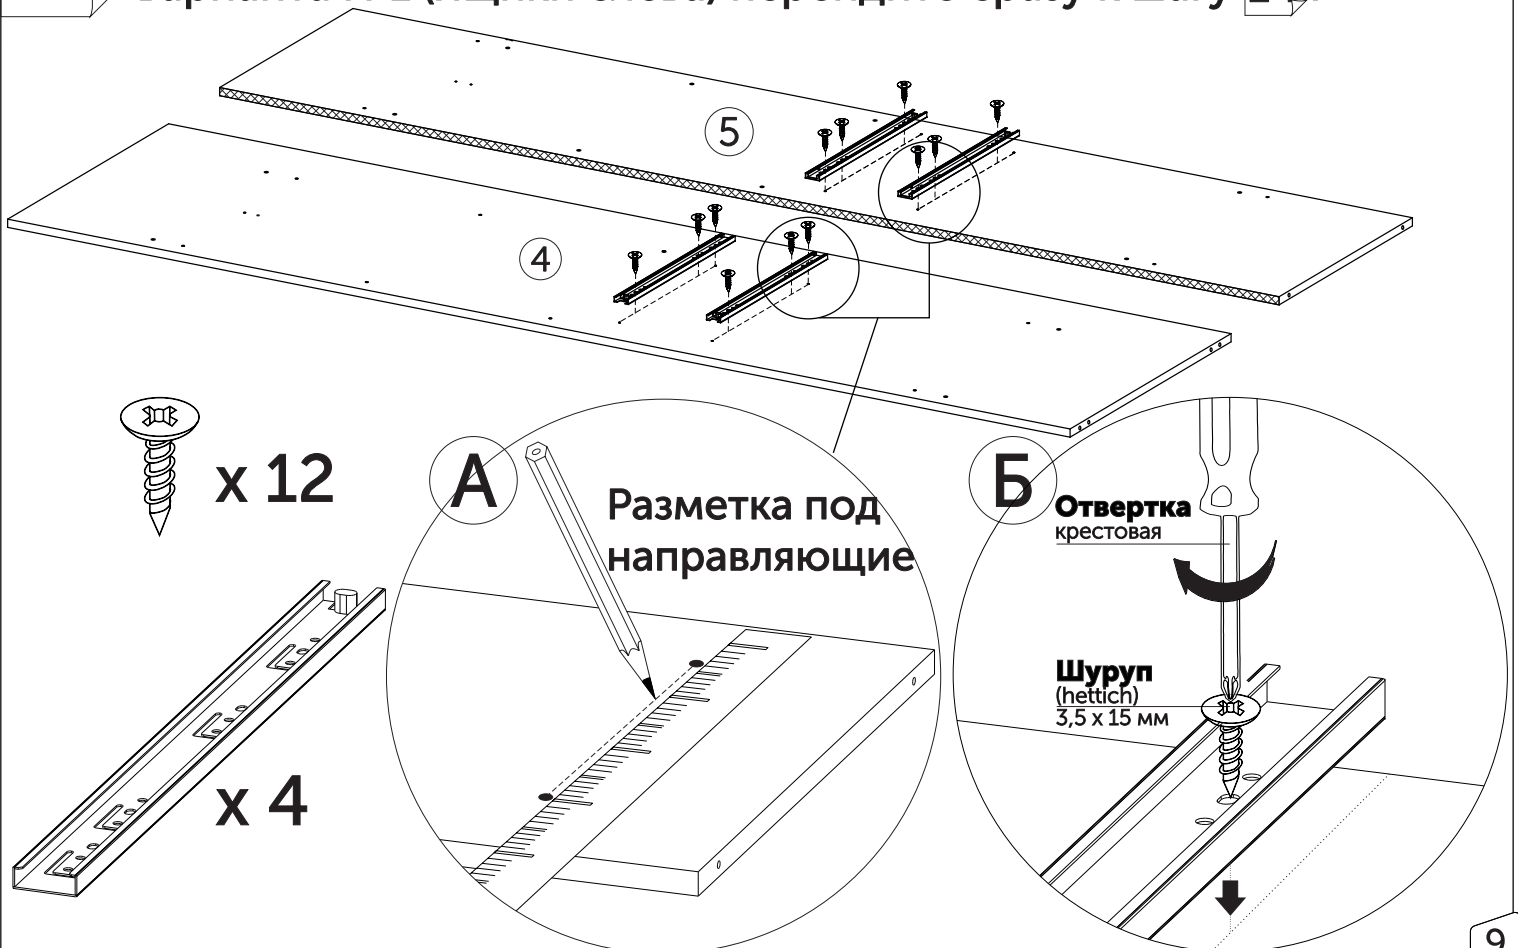 5
4
x 12
x 4
А
Разметка под
направляющие
Б
Отвертка
крестовая
Шуруп
(hettich)
3,5 x 15 мм
9